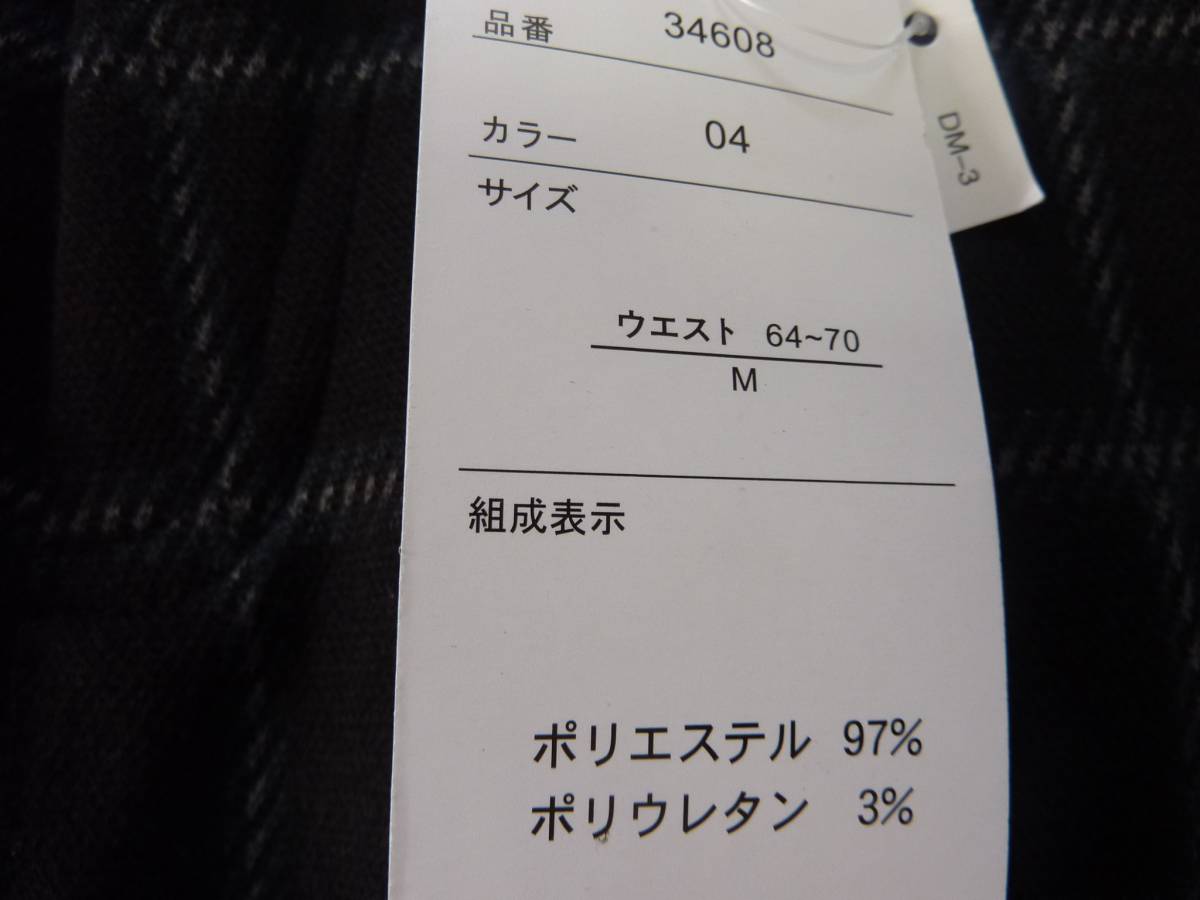 品番 34608
カラー 04
サイズ
ウエスト 64~70
M
組成表示
ポリエステル 97%
ポリウレタン 3%
DM-3